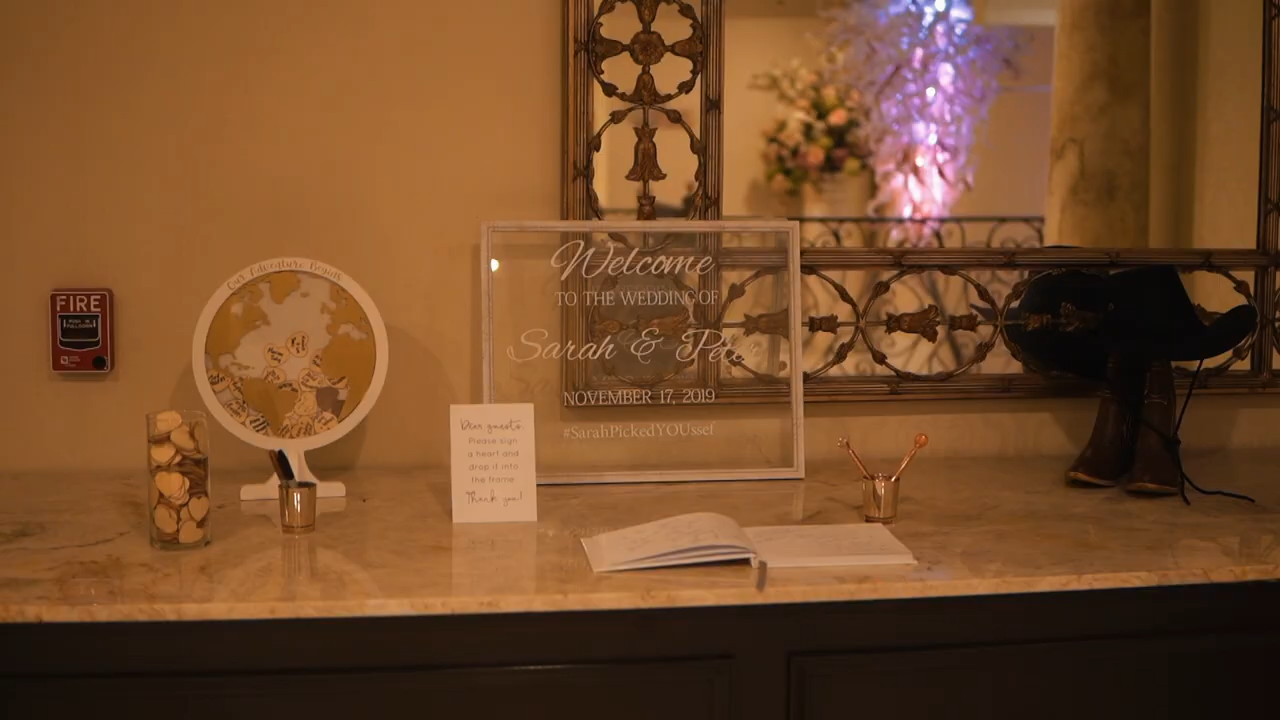 FIRE
Our Adventure Begins
Welcome
TO THE WEDDING OF
Sarah & Peter
NOVEMBER 17, 2019
#SarahPickedYOUssef
Dear guests
Please sign
a heart and
drop it into
the frame
Thank you!